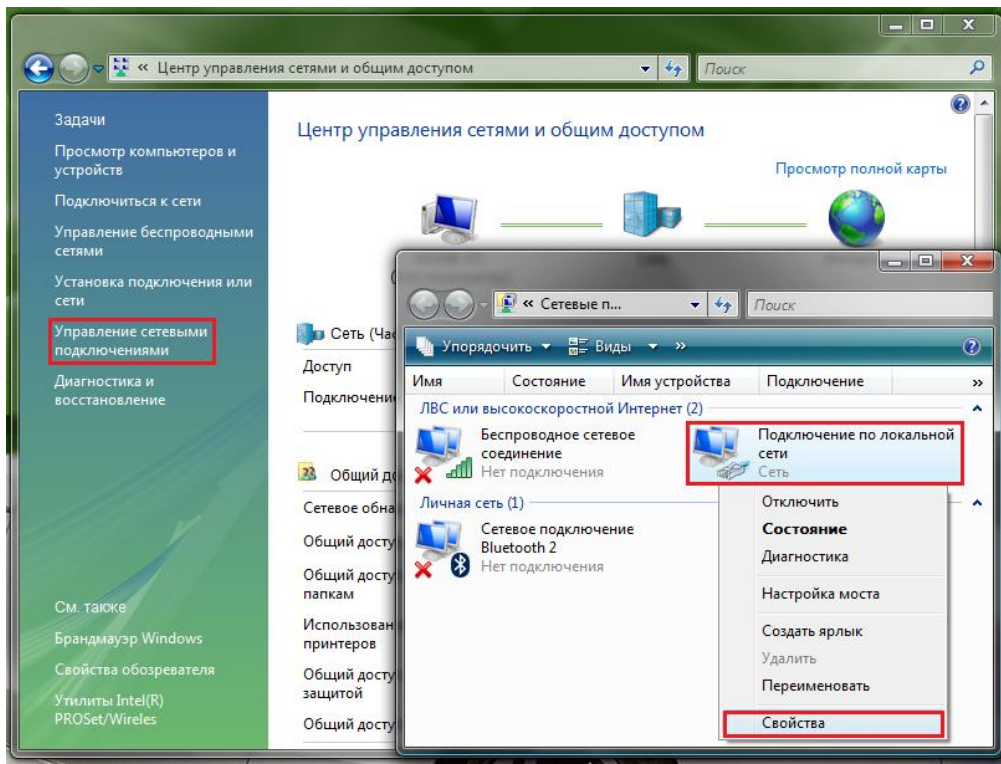 « Центр управления сетями и общим доступом
Поиск
Задачи
Просмотр компьютеров и
устройств
Подключиться к сети
Управление беспроводными
сетями
Установка подключения или
сети
Управление сетевыми
подключениями
Диагностика и
восстановление
См. также
Брандмауэр Windows
Свойства обозревателя
Утилиты Intel(R)
PROSet/Wireles
Центр управления сетями и общим доступом
Просмотр полной карты
Сеть (Час
Доступ
Подключени
Общий до
Сетевое обна
Общий досту
Общий досту
папкам
Использован
принтеров
Общий досту
защитой
Общий досту
« Сетевые п...
Поиск
Упорядочить
Виды
»
Имя Состояние Имя устройства Подключение »
ЛВС или высокоскоростной Интернет (2)
Беспроводное сетевое
соединение
Нет подключения
Подключение по локальной
сети
Сеть
Личная сеть (1)
Сетевое подключение
Bluetooth 2
Нет подключения
Отключить
Состояние
Диагностика
Настройка моста
Создать ярлык
Удалить
Переименовать
Свойства